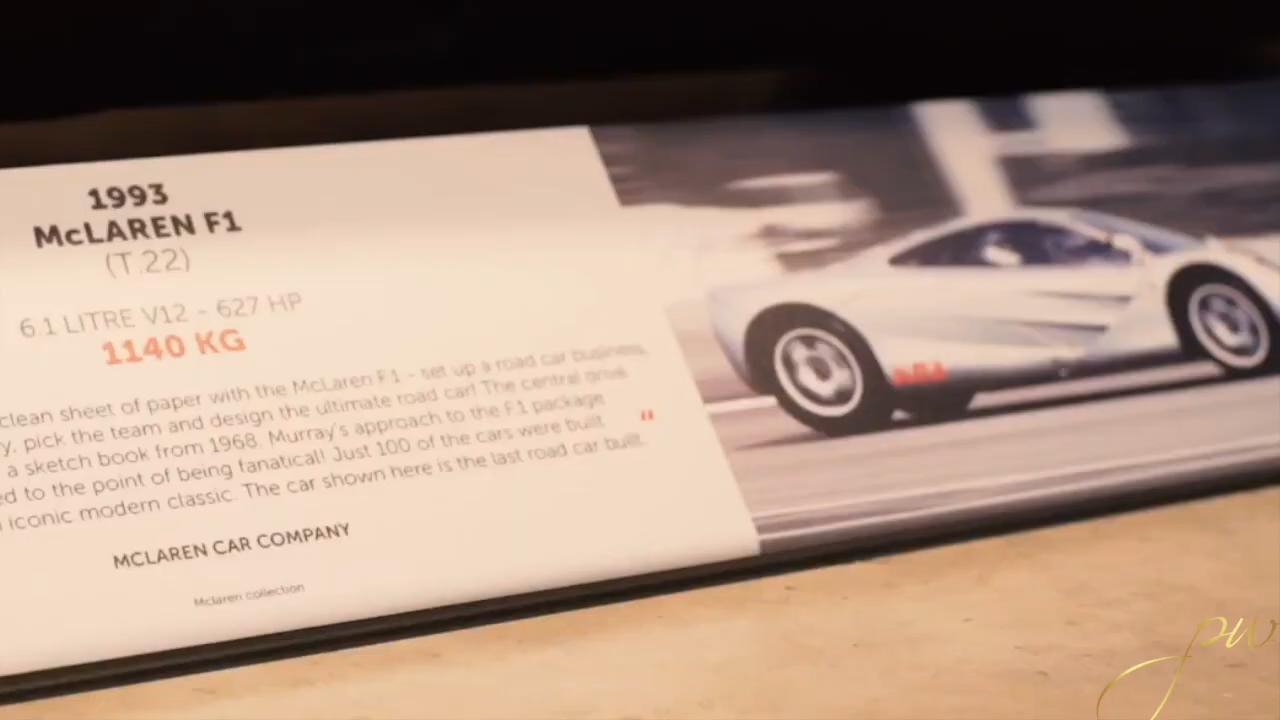 1993
McLAREN F1
(T.22)
6.1 LITRE V12 - 627 HP
1140 KG
clean sheet of paper with the McLaren F1 - set up a road car business,
y, pick the team and design the ultimate road car! The central drive
a sketch book from 1968. Murray's approach to the F1 package
ed to the point of being fanatical! Just 100 of the cars were built
iconic modern classic. The car shown here is the last road car built.
"
MCLAREN CAR COMPANY
Mclaren collection
pw